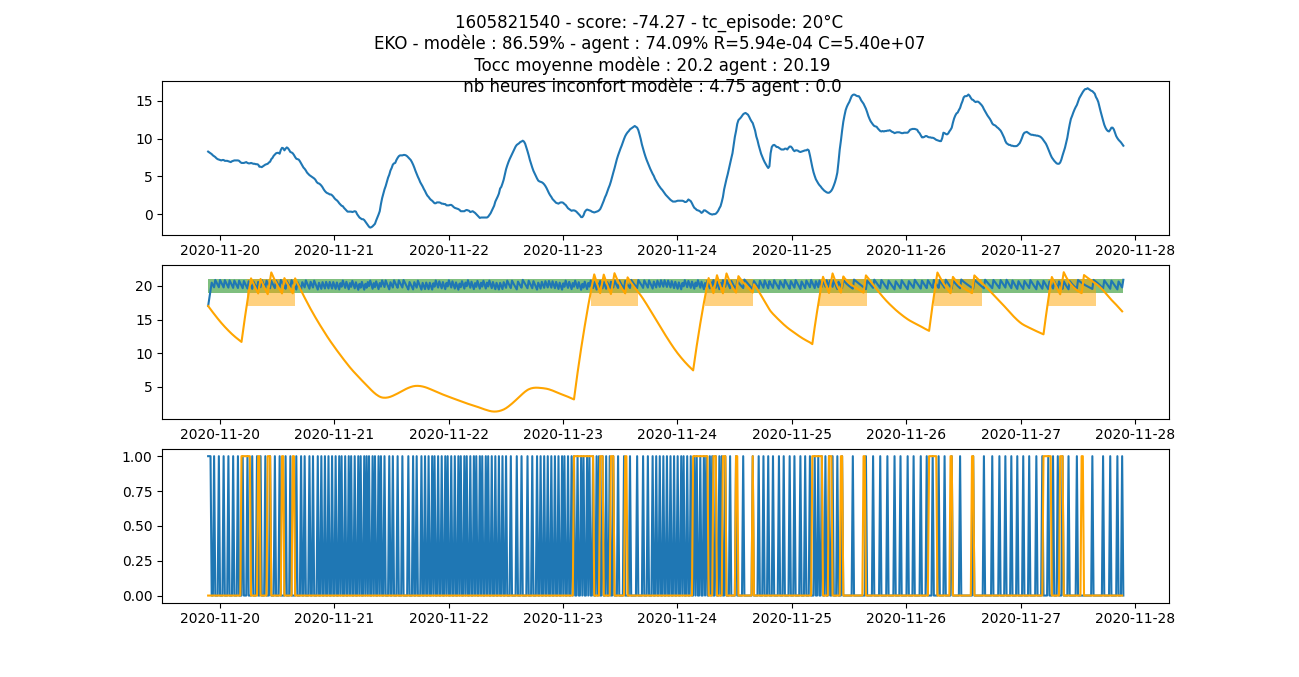 1605821540 - score: -74.27 - tc_episode: 20°C
EKO - modèle : 86.59% - agent : 74.09% R=5.94e-04 C=5.40e+07
Tocc moyenne modèle : 20.2 agent : 20.19
nb heures inconfort modèle : 4.75 agent : 0.0
15
10
5
0
2020-11-20 2020-11-21 2020-11-22 2020-11-23 2020-11-24 2020-11-25 2020-11-26 2020-11-27 2020-11-28
20
15
10
5
2020-11-20 2020-11-21 2020-11-22 2020-11-23 2020-11-24 2020-11-25 2020-11-26 2020-11-27 2020-11-28
1.00
0.75
0.50
0.25
0.00
2020-11-20 2020-11-21 2020-11-22 2020-11-23 2020-11-24 2020-11-25 2020-11-26 2020-11-27 2020-11-28